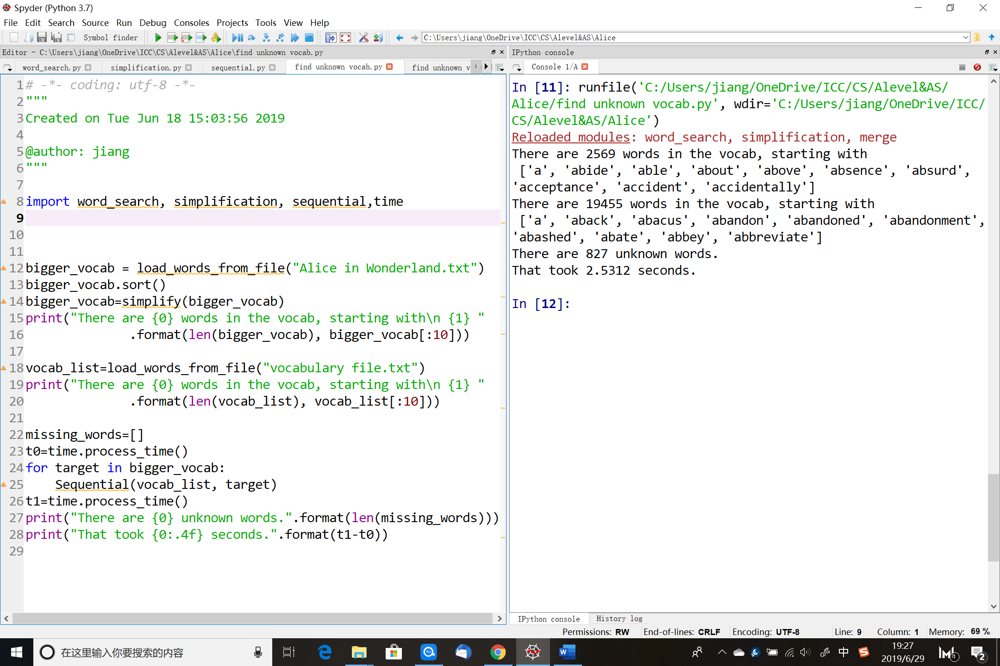 Spyder (Python 3.7)
File Edit Search Source Run Debug Consoles Projects Tools View Help
Symbol finder
C:\Users\jiang\OneDrive\ICC\CS\Alevel&AS\Alice
Editor - C:\Users\jiang\OneDrive\ICC\CS\Alevel&AS\Alice\find unknown vocab.py
word_search.py simplification.py sequential.py find unknown vocab.py find unknown v
1 # -*- coding: utf-8 -*-
2 """
3 Created on Tue Jun 18 15:03:56 2019
4
5 @author: jiang
6 """
7
8 import word_search, simplification, sequential,time
9
10
11
12 bigger_vocab = load_words_from_file("Alice in Wonderland.txt")
13 bigger_vocab.sort()
14 bigger_vocab=simplify(bigger_vocab)
15 print("There are {0} words in the vocab, starting with\n {1} "
16 .format(len(bigger_vocab), bigger_vocab[:10]))
17
18 vocab_list=load_words_from_file("vocabulary file.txt")
19 print("There are {0} words in the vocab, starting with\n {1} "
20 .format(len(vocab_list), vocab_list[:10]))
21
22 missing_words=[]
23 t0=time.process_time()
24 for target in bigger_vocab:
25 Sequential(vocab_list, target)
26 t1=time.process_time()
27 print("There are {0} unknown words.".format(len(missing_words)))
28 print("That took {0:.4f} seconds.".format(t1-t0))
29
IPython console
Console 1/A
In [11]: runfile('C:/Users/jiang/OneDrive/ICC/CS/Alevel&AS/
Alice/find unknown vocab.py', wdir='C:/Users/jiang/OneDrive/ICC/
CS/Alevel&AS/Alice')
Reloaded modules: word_search, simplification, merge
There are 2569 words in the vocab, starting with
['a', 'abide', 'able', 'about', 'above', 'absence', 'absurd',
'acceptance', 'accident', 'accidentally']
There are 19455 words in the vocab, starting with
['a', 'aback', 'abacus', 'abandon', 'abandoned', 'abandonment',
'abashed', 'abate', 'abbey', 'abbreviate']
There are 827 unknown words.
That took 2.5312 seconds.
In [12]:
IPython console History log
Permissions: RW End-of-lines: CRLF Encoding: UTF-8 Line: 9 Column: 1 Memory: 69 %
在这里输入你要搜索的内容
中
19:27
2019/6/29
1
2